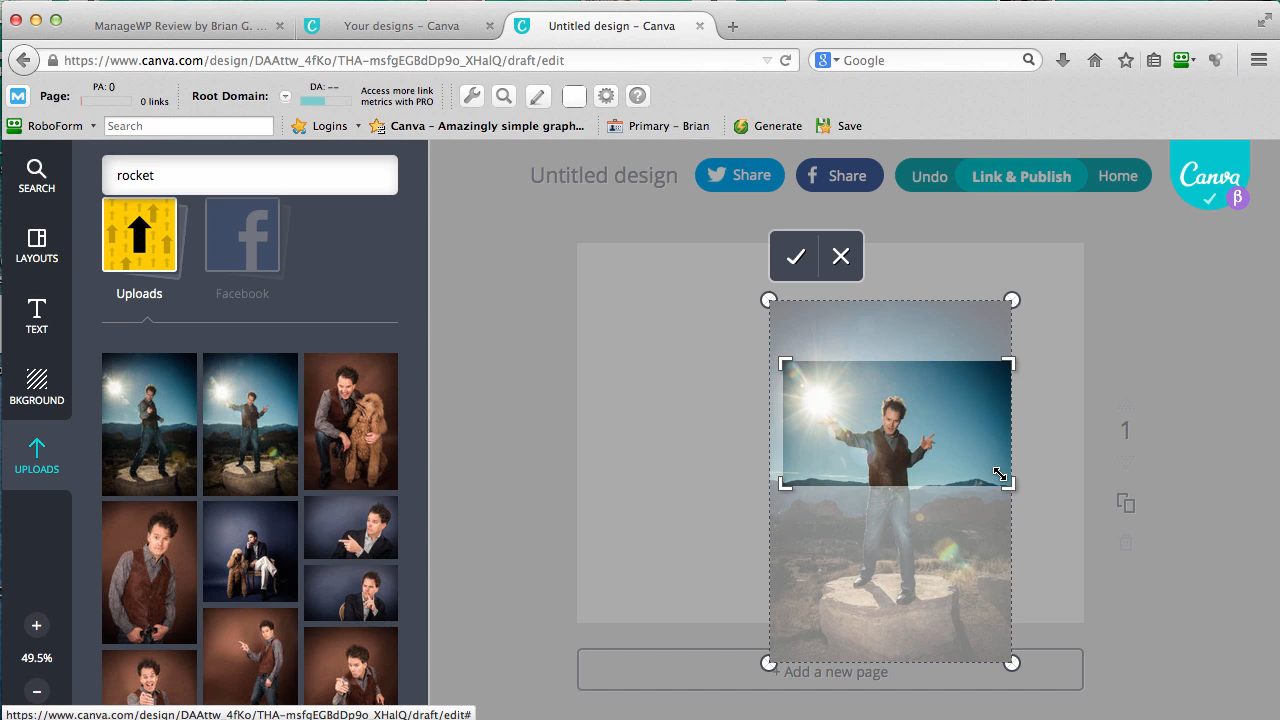 ManageWP Review by Brian G. ...
Your designs – Canva
Untitled design – Canva
https://www.canva.com/design/DAAttw_4fKo/THA-msfgEGBdDp9o_XHalQ/draft/edit
Google
Page:
PA: 0
0 links
Root Domain:
DA: --
Access more link
metrics with PRO
RoboForm
Search
Logins
Canva – Amazingly simple graph...
Primary – Brian
Generate
Save
SEARCH
LAYOUTS
TEXT
BKGROUND
UPLOADS
49.5%
rocket
Uploads
Facebook
Untitled design
Share
Share
Undo
Link & Publish
Home
Canva
β
1
+ Add a new page
https://www.canva.com/design/DAAttw_4fKo/THA-msfgEGBdDp9o_XHalQ/draft/edit#